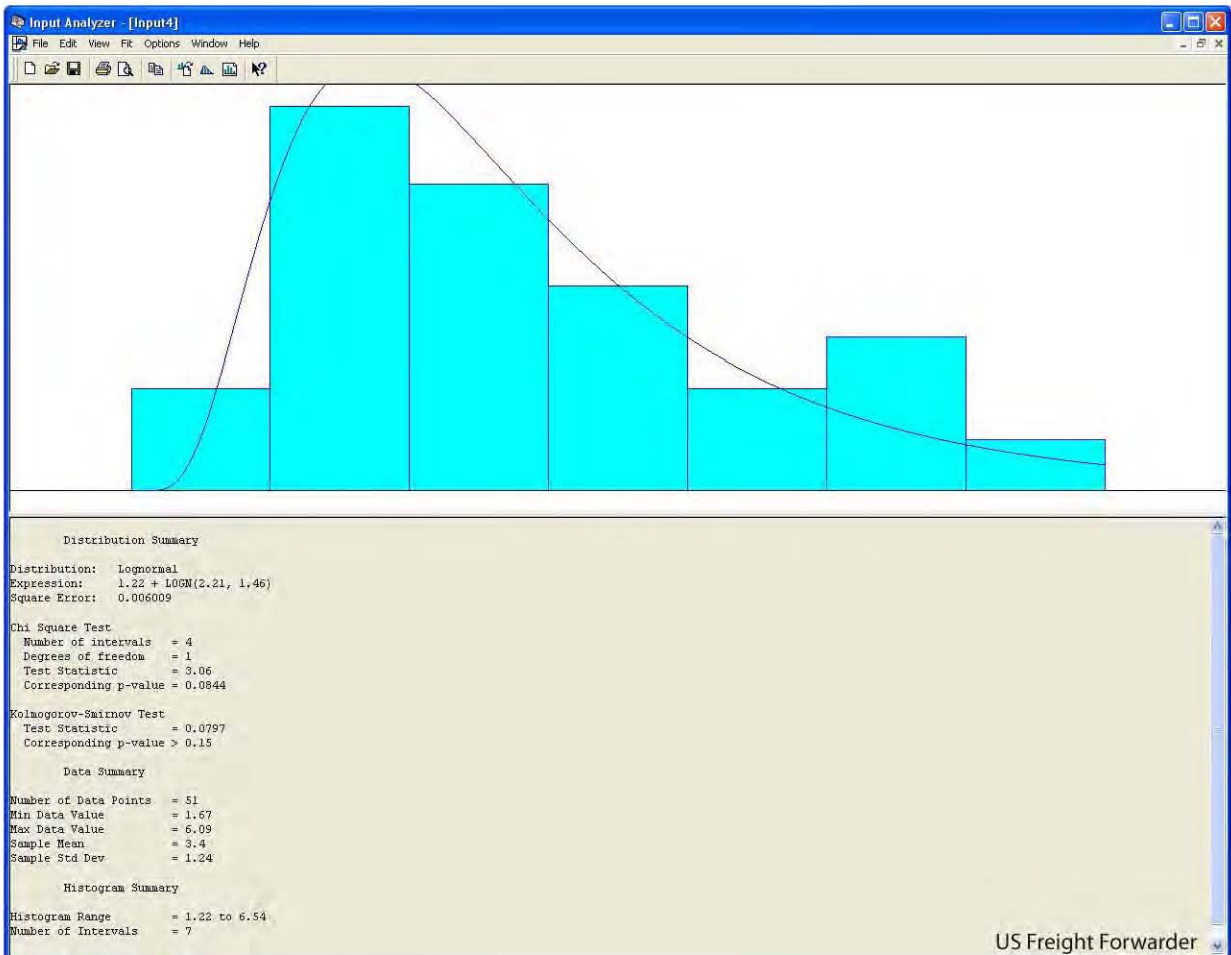 Input Analyzer - [Input4]
File Edit View Fit Options Window Help
Distribution Summary
Distribution: Lognormal
Expression: 1.22 + LOGN(2.21, 1.46)
Square Error: 0.006009
Chi Square Test
Number of intervals = 4
Degrees of freedom = 1
Test Statistic = 3.06
Corresponding p-value = 0.0844
Kolmogorov-Smirnov Test
Test Statistic = 0.0797
Corresponding p-value > 0.15
Data Summary
Number of Data Points = 51
Min Data Value = 1.67
Max Data Value = 6.09
Sample Mean = 3.4
Sample Std Dev = 1.24
Histogram Summary
Histogram Range = 1.22 to 6.54
Number of Intervals = 7
US Freight Forwarder